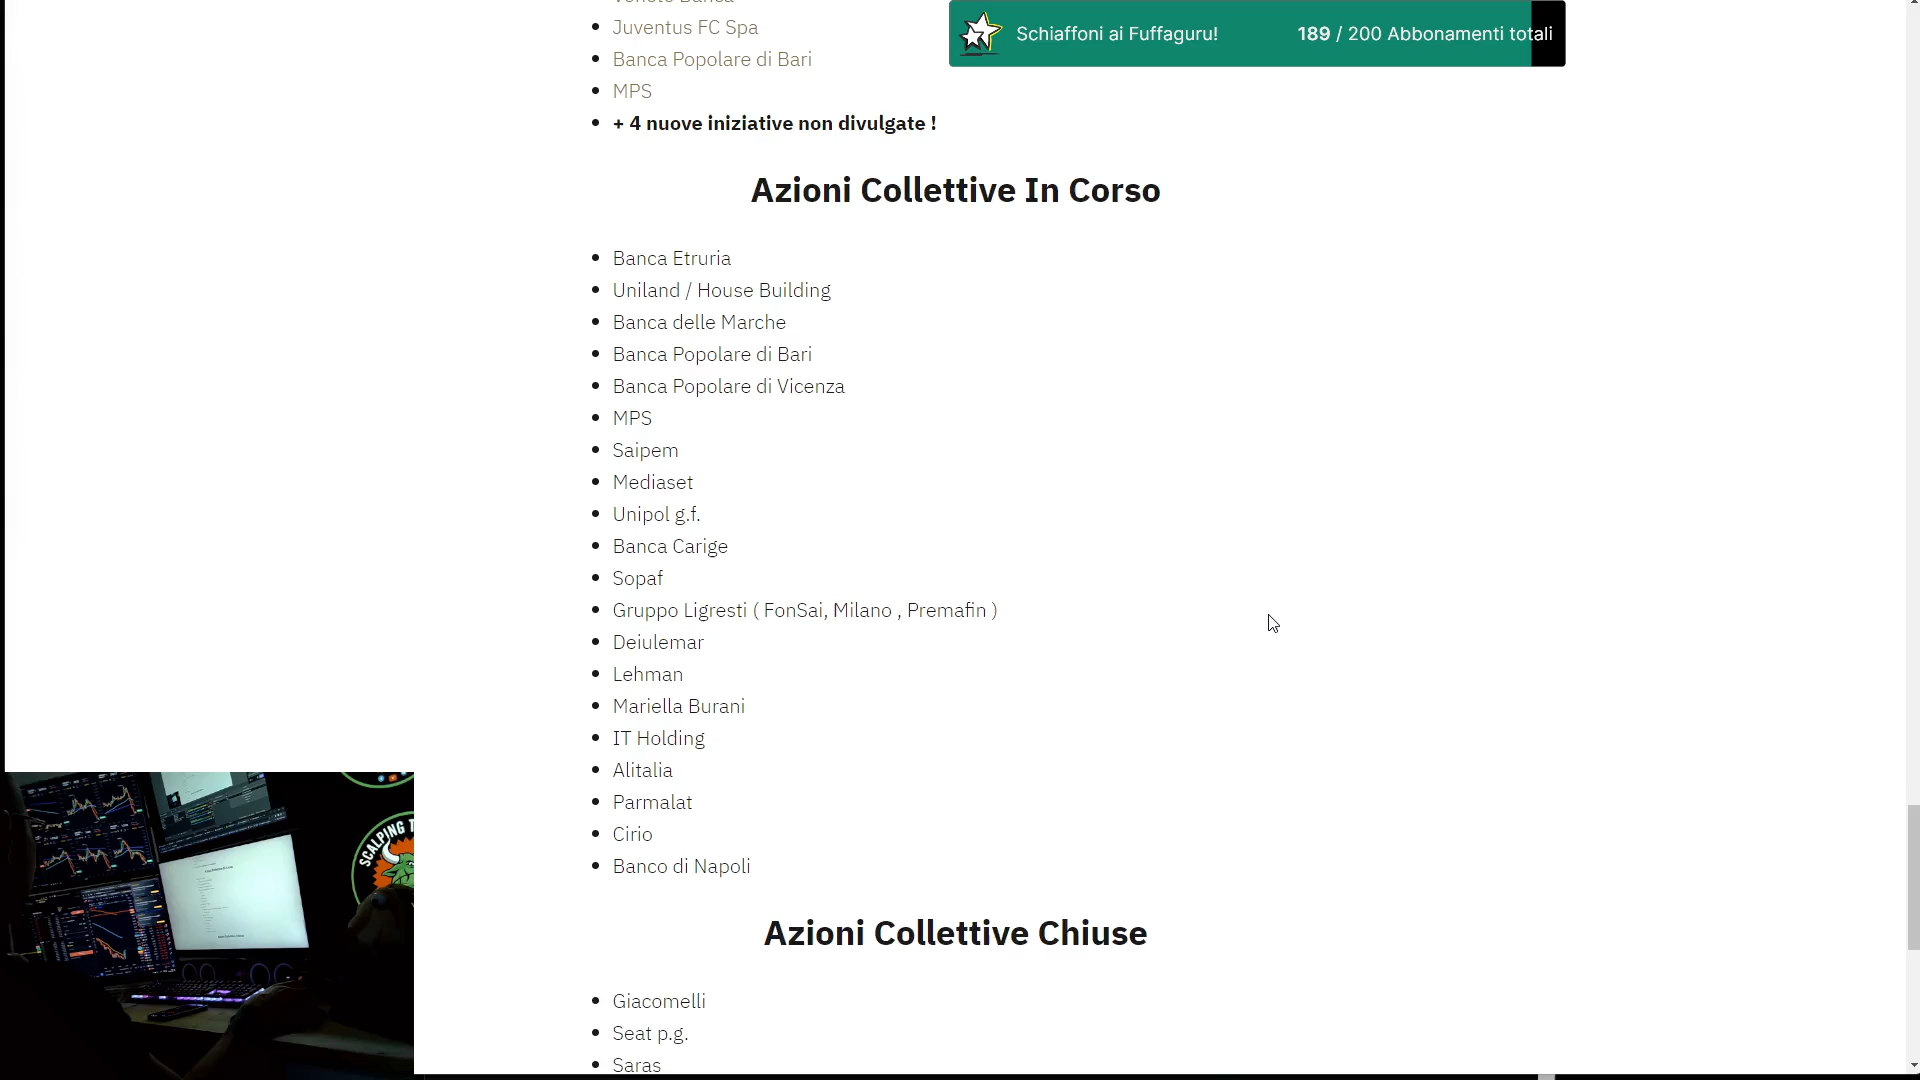 Juventus FC Spa
Banca Popolare di Bari
MPS
+ 4 nuove iniziative non divulgate !
Schiaffoni ai Fuffaguru!
189 / 200 Abbonamenti totali
Azioni Collettive In Corso
Banca Etruria
Uniland / House Building
Banca delle Marche
Banca Popolare di Bari
Banca Popolare di Vicenza
MPS
Saipem
Mediaset
Unipol g.f.
Banca Carige
Sopaf
Gruppo Ligresti ( FonSai, Milano , Premafin )
Deiulemar
Lehman
Mariella Burani
IT Holding
Alitalia
Parmalat
Cirio
Banco di Napoli
Azioni Collettive Chiuse
Giacomelli
Seat p.g.
Saras
SCALPING